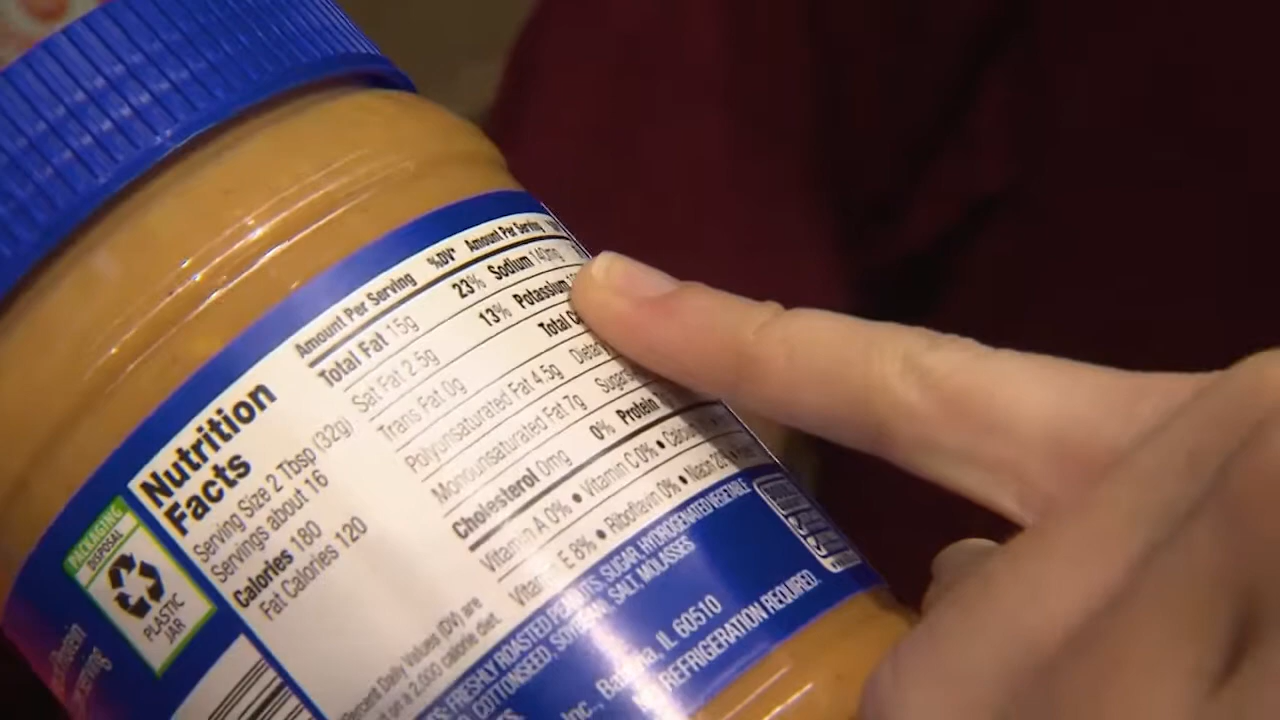 Nutrition
Facts
Serving Size 2 Tbsp (32g)
Servings about 16
Calories 180
Fat Calories 120
Percent Daily Values (DV) are
on a 2,000 calorie diet.
Amount Per Serving %DV* Amount Per Serving
Total Fat 15g 23% Sodium 140mg
Sat Fat 2.5g 13% Potassium
Trans Fat 0g Total
Polyunsaturated Fat 4.5g
Monounsaturated Fat 7g
Cholesterol 0mg 0% Protein
Vitamin A 0% • Vitamin C 0% •
Vitamin E 8% • Riboflavin 0% • Niacin
FRESHLY ROASTED PEANUTS, SUGAR, HYDROGENATED VEGETABLE
COTTONSEED, SALT, MOLASSES
Inc., IL 60510
REFRIGERATION REQUIRED.
PACKAGING
DISPOSAL
PLASTIC
JAR